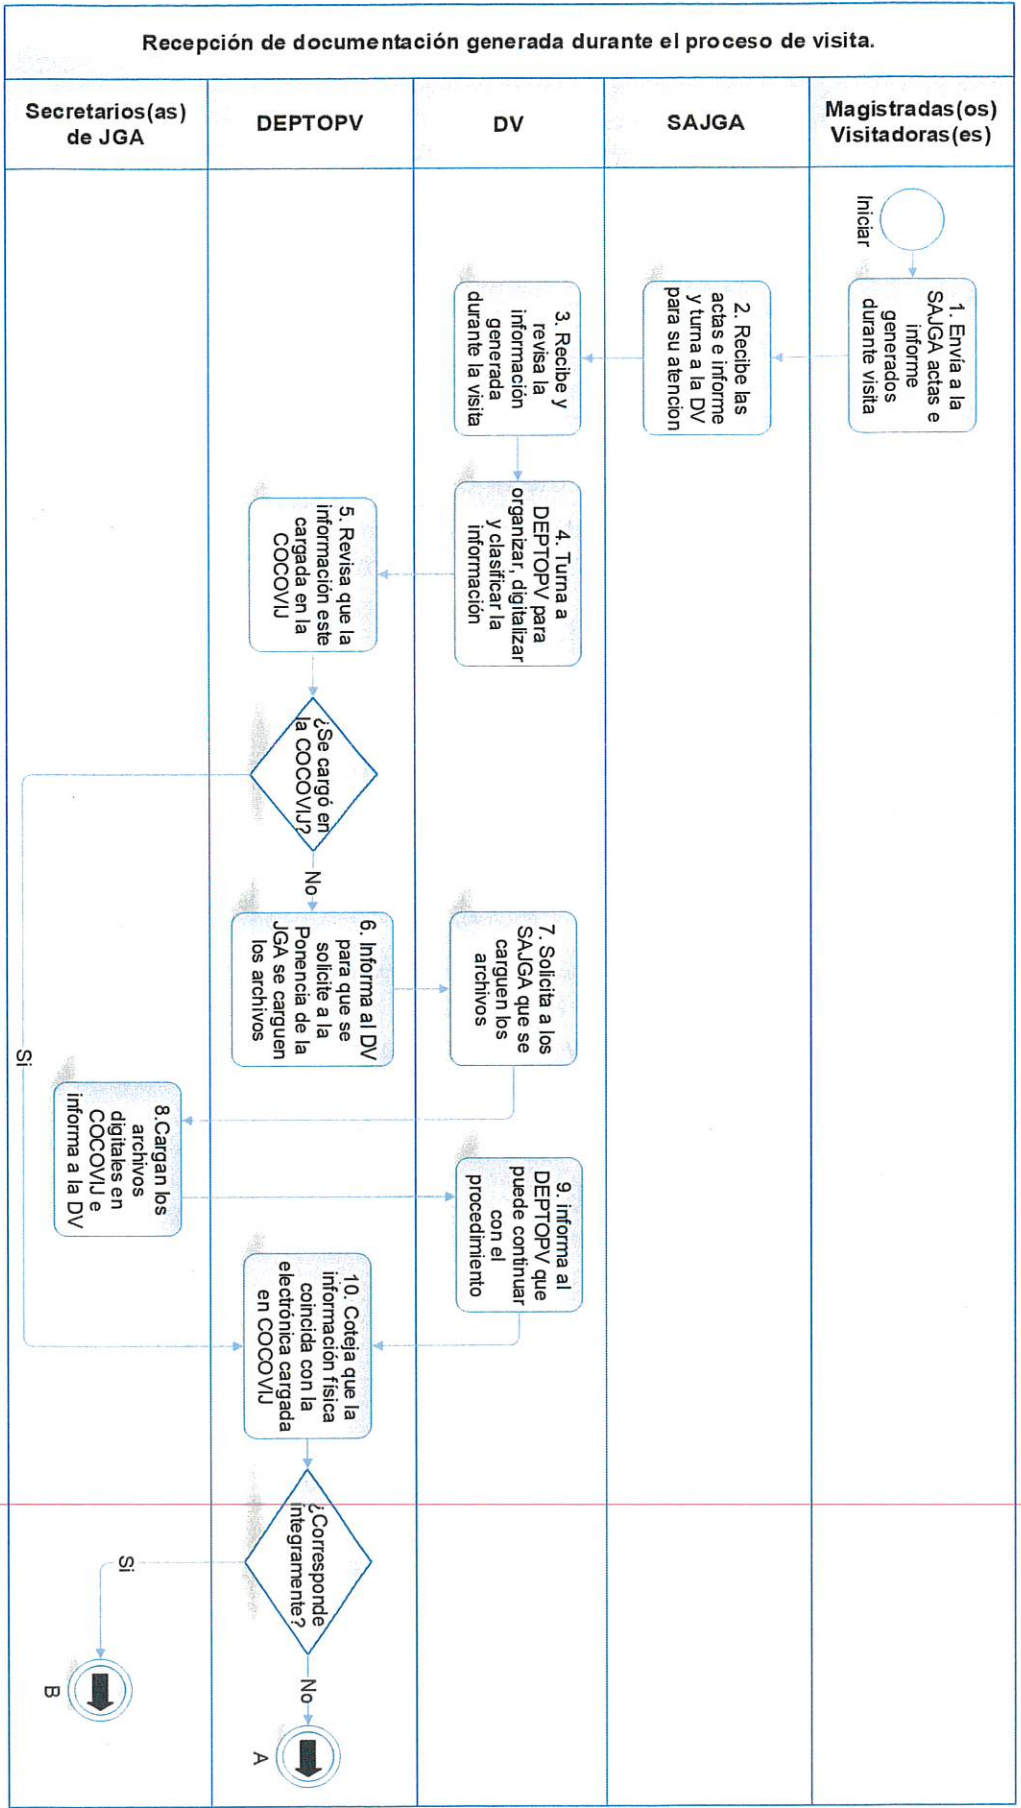 Recepción de documentación generada durante el proceso de visita.
Secretarios(as)
de JGA
DEPTOPV
DV
SAJGA
Magistradas(os)
Visitadoras(es)
Iniciar
1. Envía a la
SAJGA actas e
informe
generados
durante visita
2. Recibe las
actas e informe
y turna a la DV
para su atencion
3. Recibe y
revisa la
información
generada
durante la visita
4. Turna a
DEPTOPV para
organizar, digitalizar
y clasificar la
información
5. Revisa que la
información este
cargada en la
COCOVIJ
¿Se cargó en
la COCOVIJ?
No
Si
6. Informa al DV
para que se
solicite a la
Ponencia de la
JGA se carguen
los archivos
7. Solicita a los
SAJGA que se
carguen los
archivos
8.Cargan los
archivos
digitales en
COCOVIJ e
informa a la DV
9. informa al
DEPTOPV que
puede continuar
con el
procedimiento
10. Coteja que la
información física
coincida con la
electrónica cargada
en COCOVIJ
¿Corresponde
integramente?
No
A
Si
B